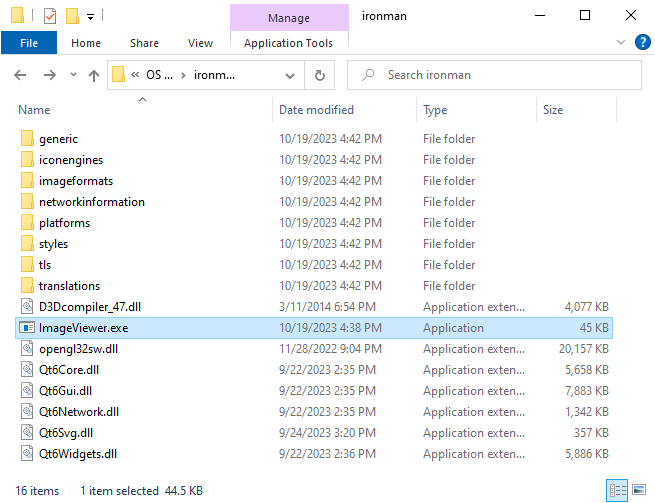 Manage
ironman
File Home Share View Application Tools
OS ... ironm... Search ironman
Name Date modified Type Size
generic 10/19/2023 4:42 PM File folder
iconengines 10/19/2023 4:42 PM File folder
imageformats 10/19/2023 4:42 PM File folder
networkinformation 10/19/2023 4:42 PM File folder
platforms 10/19/2023 4:42 PM File folder
styles 10/19/2023 4:42 PM File folder
tls 10/19/2023 4:42 PM File folder
translations 10/19/2023 4:42 PM File folder
D3Dcompiler_47.dll 3/11/2014 6:54 PM Application exten... 4,077 KB
ImageViewer.exe 10/19/2023 4:38 PM Application 45 KB
opengl32sw.dll 11/28/2022 9:04 PM Application exten... 20,157 KB
Qt6Core.dll 9/22/2023 2:35 PM Application exten... 5,658 KB
Qt6Gui.dll 9/22/2023 2:35 PM Application exten... 7,883 KB
Qt6Network.dll 9/22/2023 2:35 PM Application exten... 1,342 KB
Qt6Svg.dll 9/24/2023 3:20 PM Application exten... 357 KB
Qt6Widgets.dll 9/22/2023 2:36 PM Application exten... 5,886 KB
16 items 1 item selected 44.5 KB